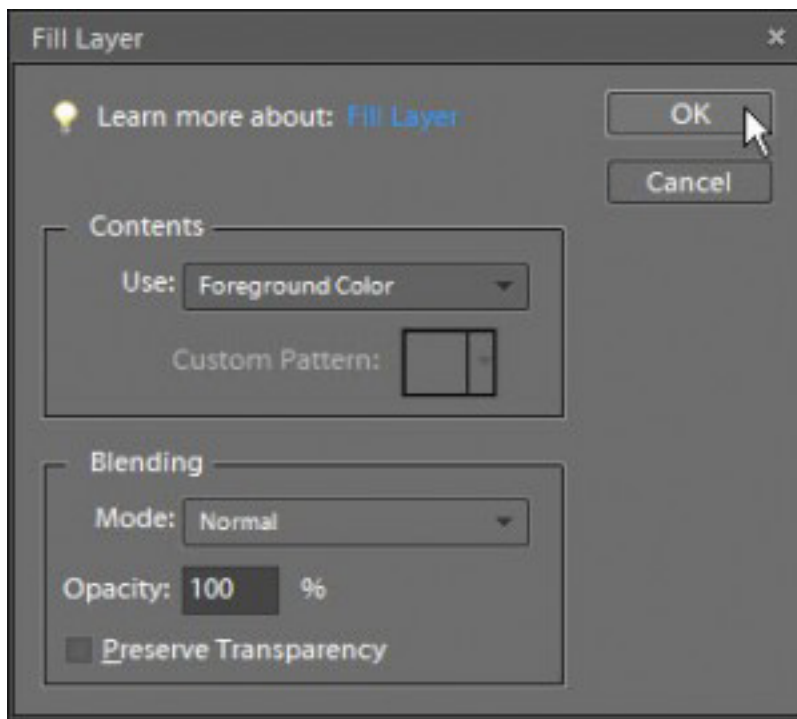 Fill Layer
Learn more about: Fill Layer
OK
Cancel
Contents
Use: Foreground Color
Custom Pattern:
Blending
Mode: Normal
Opacity: 100 %
Preserve Transparency